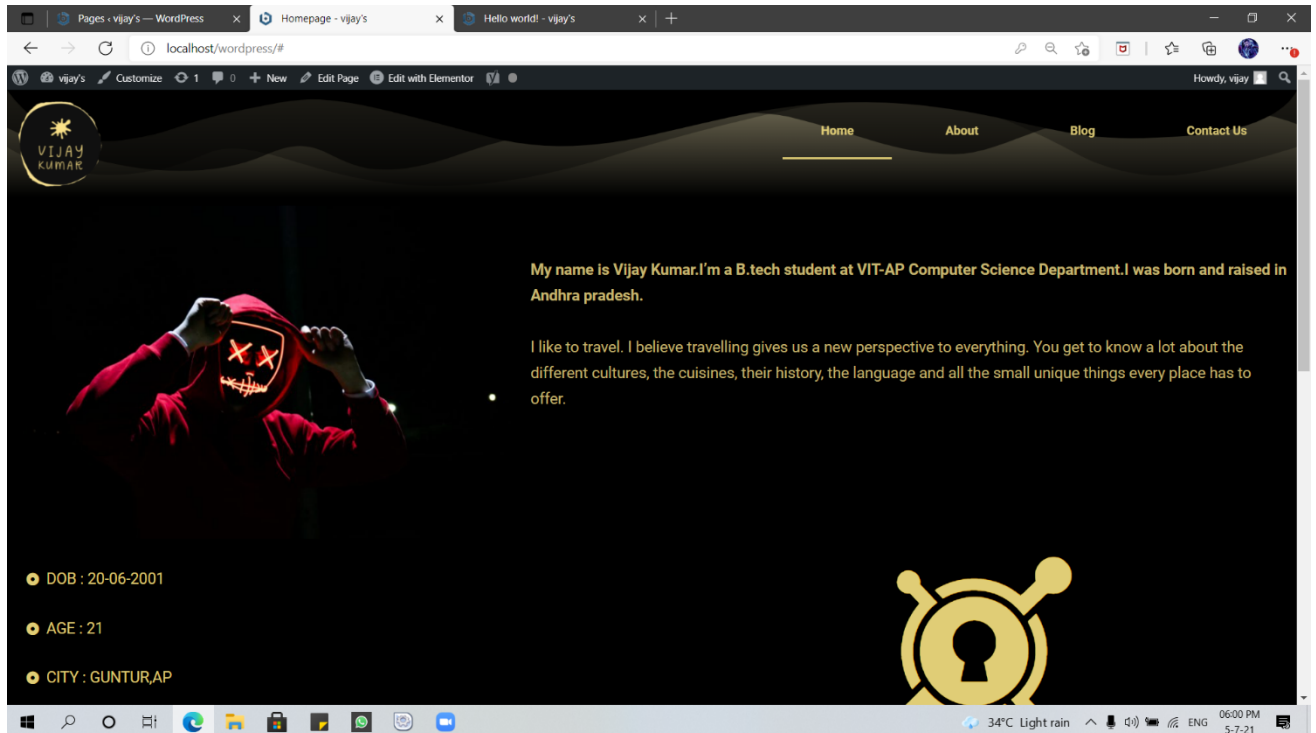 Pages ‹ vijay's — WordPress
Homepage - vijay's
Hello world! - vijay's
localhost/wordpress/#
vijay's Customize 1 0 New Edit Page Edit with Elementor
Howdy, vijay
VIJAY
KUMAR
Home About Blog Contact Us
My name is Vijay Kumar.I'm a B.tech student at VIT-AP Computer Science Department.I was born and raised in
Andhra pradesh.
I like to travel. I believe travelling gives us a new perspective to everything. You get to know a lot about the
different cultures, the cuisines, their history, the language and all the small unique things every place has to
offer.
DOB : 20-06-2001
AGE : 21
CITY : GUNTUR,AP
34°C Light rain
ENG
06:00 PM
5-7-21